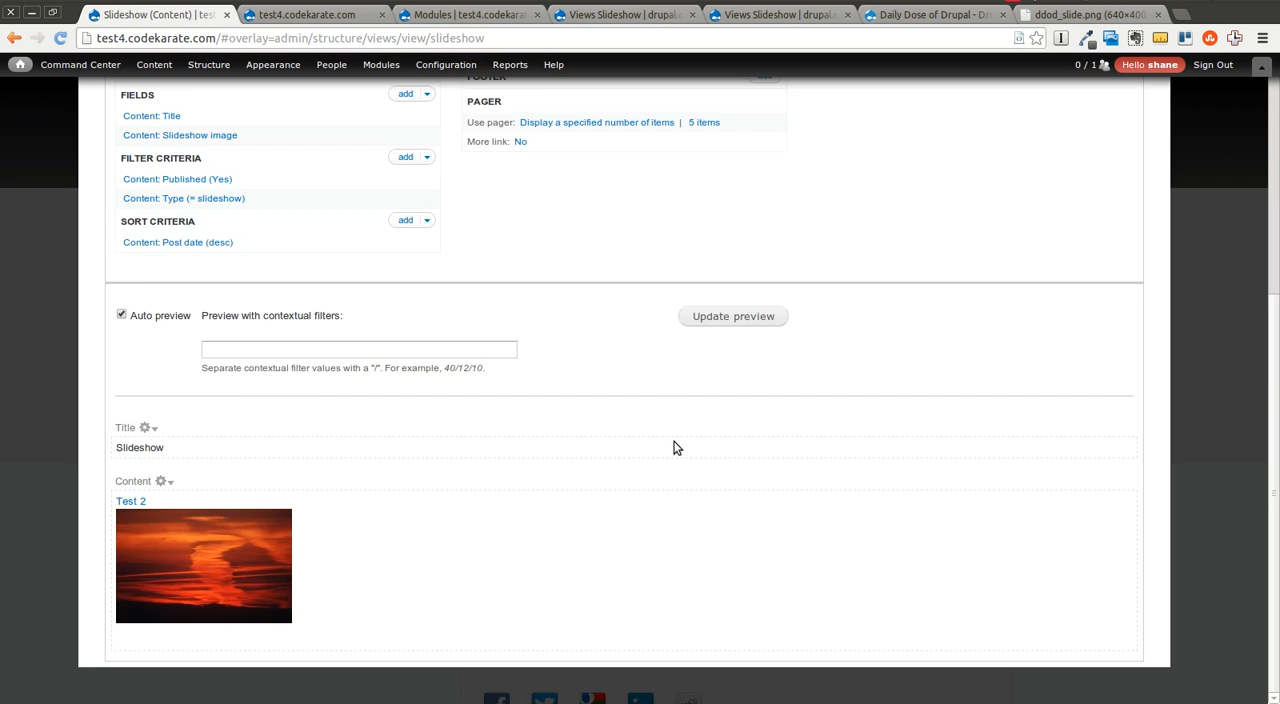 Slideshow (Content) | test
test4.codekarate.com
Modules | test4.codekarat
Views Slideshow | drupal.o
Views Slideshow | drupal.o
Daily Dose of Drupal - Dru
ddod_slide.png (640×400
test4.codekarate.com/#overlay=admin/structure/views/view/slideshow
Command Center Content Structure Appearance People Modules Configuration Reports Help 0 / 1 Hello shane Sign Out
FOOTER add
FIELDS add
Content: Title
Content: Slideshow image
FILTER CRITERIA add
Content: Published (Yes)
Content: Type (= slideshow)
SORT CRITERIA add
Content: Post date (desc)
PAGER
Use pager: Display a specified number of items | 5 items
More link: No
Auto preview Preview with contextual filters: Update preview
Separate contextual filter values with a "/". For example, 40/12/10.
Title
Slideshow
Content
Test 2